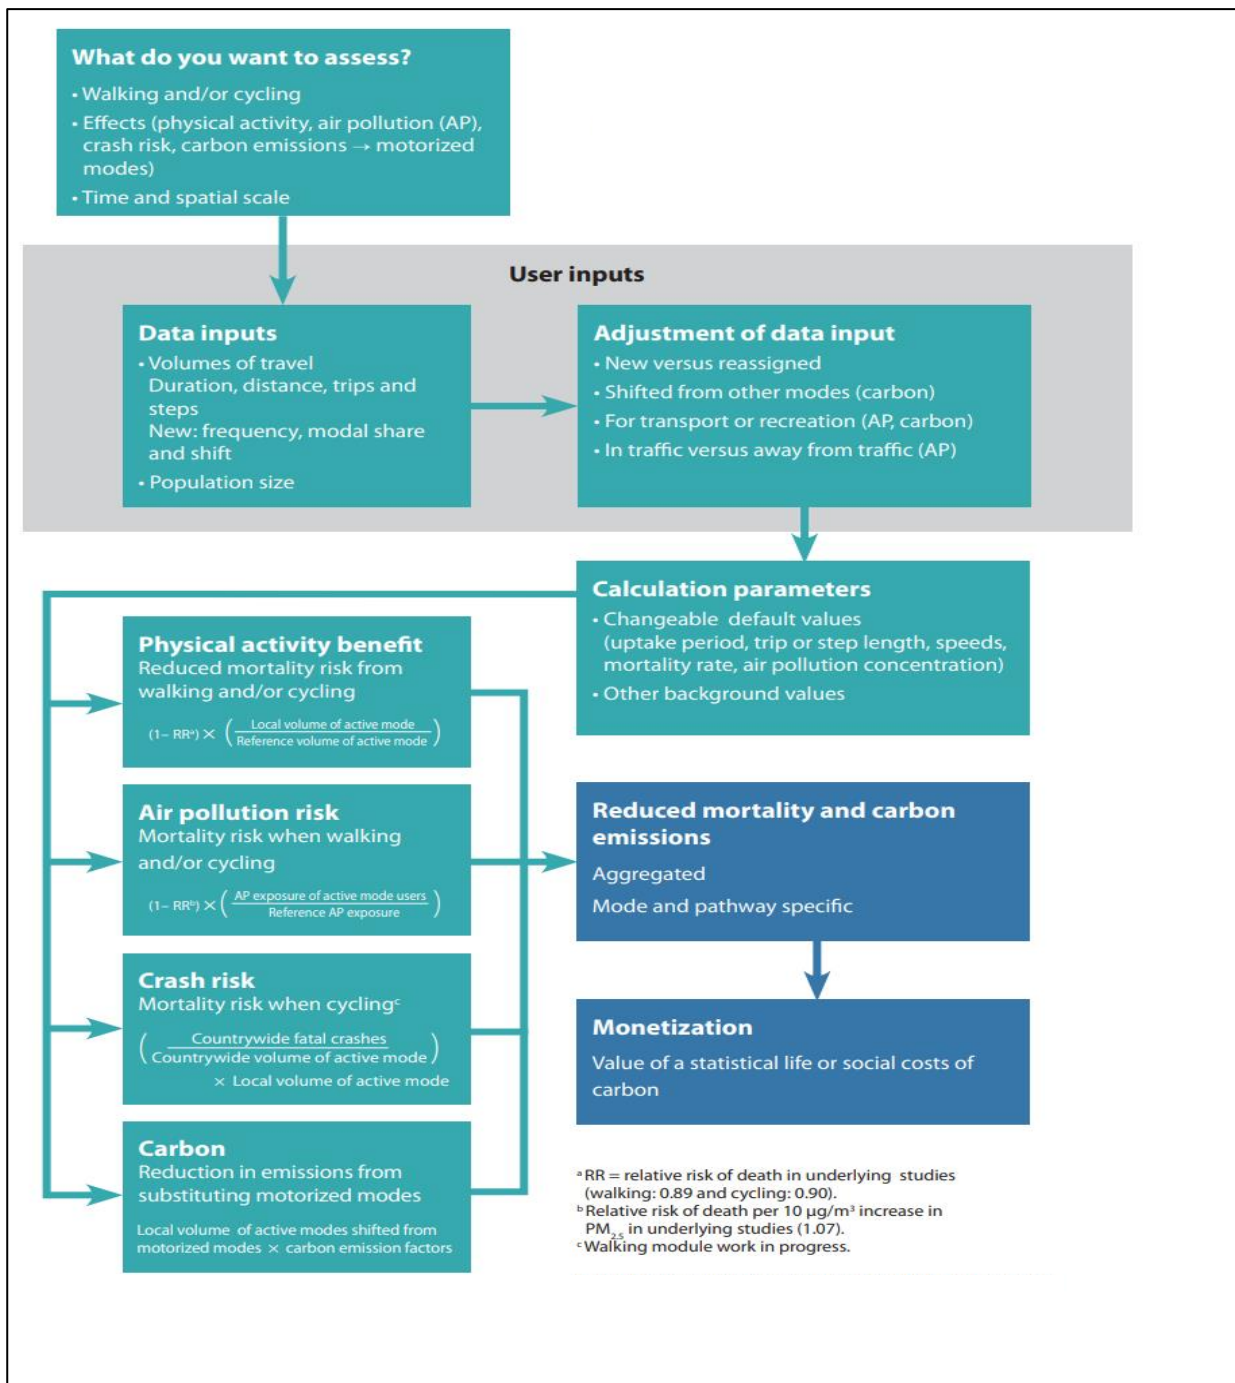 What do you want to assess?
• Walking and/or cycling
• Effects (physical activity, air pollution (AP),
crash risk, carbon emissions → motorized
modes)
• Time and spatial scale
User inputs
Data inputs
• Volumes of travel
Duration, distance, trips and
steps
New: frequency, modal share
and shift
• Population size
Adjustment of data input
• New versus reassigned
• Shifted from other modes (carbon)
• For transport or recreation (AP, carbon)
• In traffic versus away from traffic (AP)
Calculation parameters
• Changeable default values
(uptake period, trip or step length, speeds,
mortality rate, air pollution concentration)
• Other background values
Physical activity benefit
Reduced mortality risk from
walking and/or cycling
(1– RRᵃ) × ( Local volume of active mode
Reference volume of active mode )
Air pollution risk
Mortality risk when walking
and/or cycling
(1– RRᵇ) × ( AP exposure of active mode users
Reference AP exposure )
Crash risk
Mortality risk when cyclingᶜ
( Countrywide fatal crashes
Countrywide volume of active mode )
× Local volume of active mode
Carbon
Reduction in emissions from
substituting motorized modes
Local volume of active modes shifted from
motorized modes × carbon emission factors
Reduced mortality and carbon
emissions
Aggregated
Mode and pathway specific
Monetization
Value of a statistical life or social costs of
carbon
ᵃ RR = relative risk of death in underlying studies
(walking: 0.89 and cycling: 0.90).
ᵇ Relative risk of death per 10 µg/m³ increase in
PM₂.₅ in underlying studies (1.07).
ᶜ Walking module work in progress.